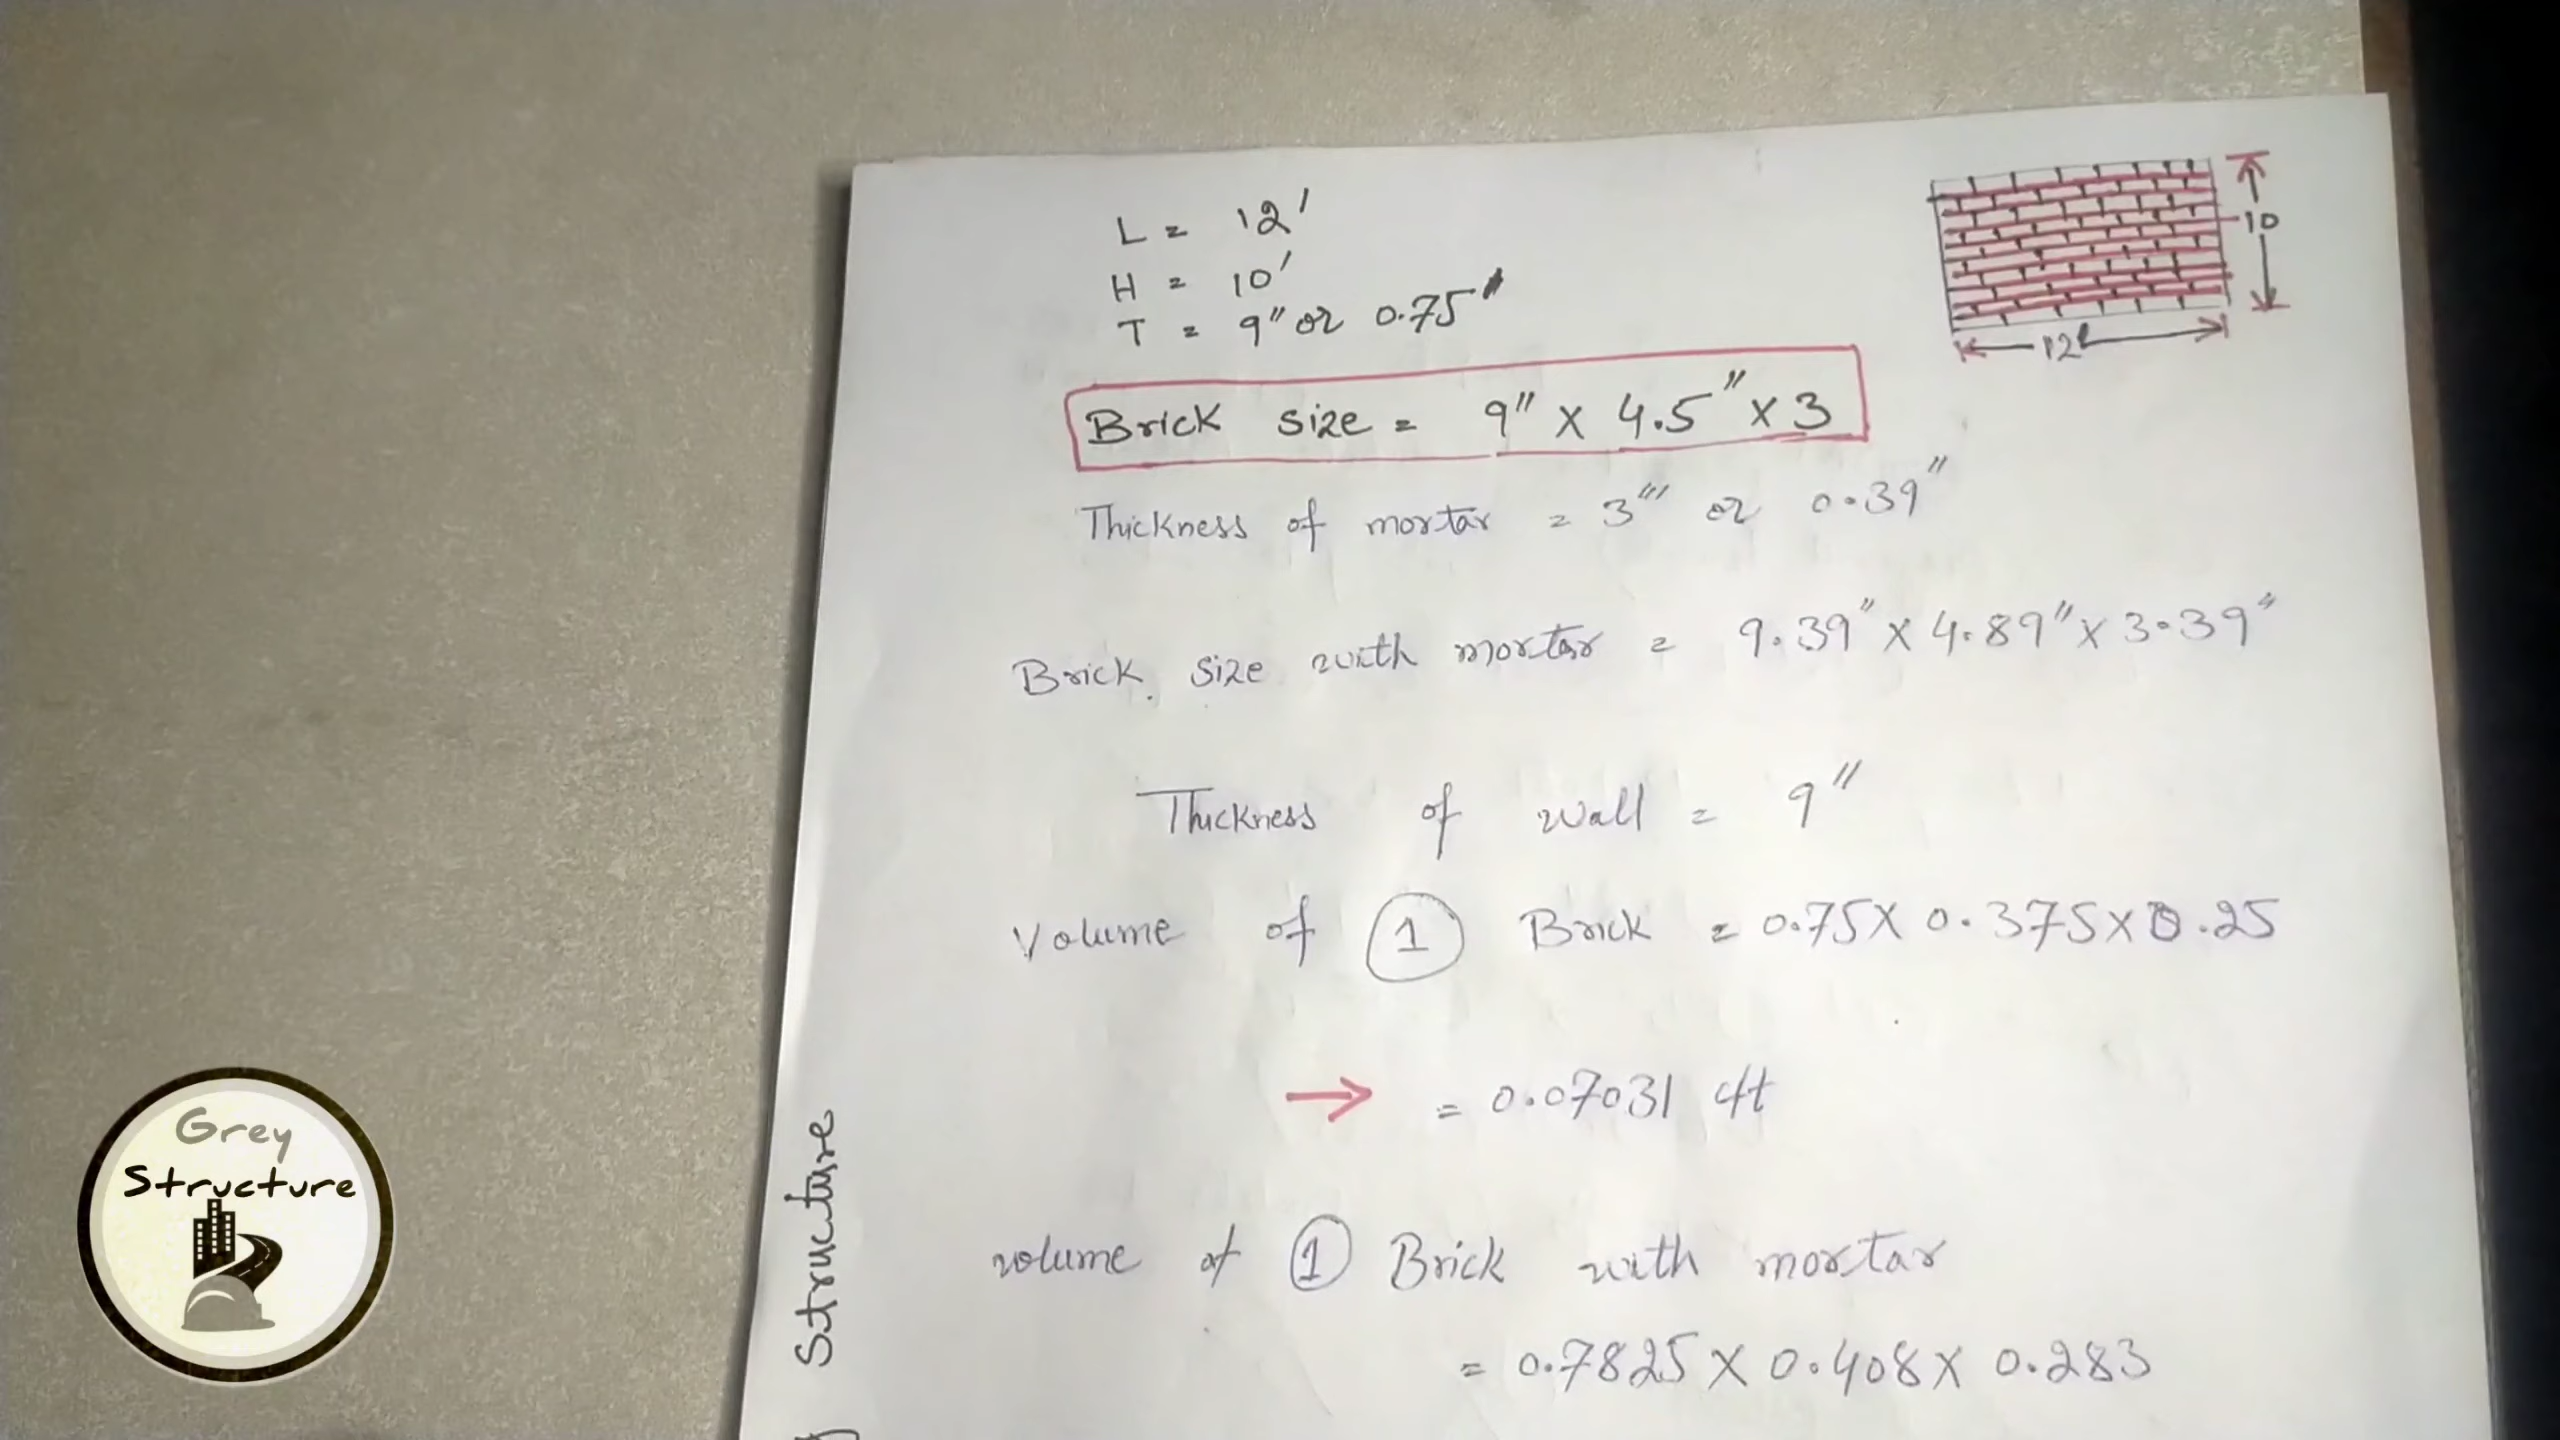 L = 12'
H = 10'
T = 9" or 0.75'
10
12'
Brick size = 9" X 4.5" X 3
Thickness of mortar = 3''' or 0.39"
Brick size with mortar = 9.39" X 4.89" X 3.39"
Thickness of wall = 9"
Volume of 1 Brick = 0.75 X 0.375 X 0.25
→ = 0.07031 cft
volume of 1 Brick with mortar
= 0.7825 X 0.408 X 0.283
Structure
Grey
Structure